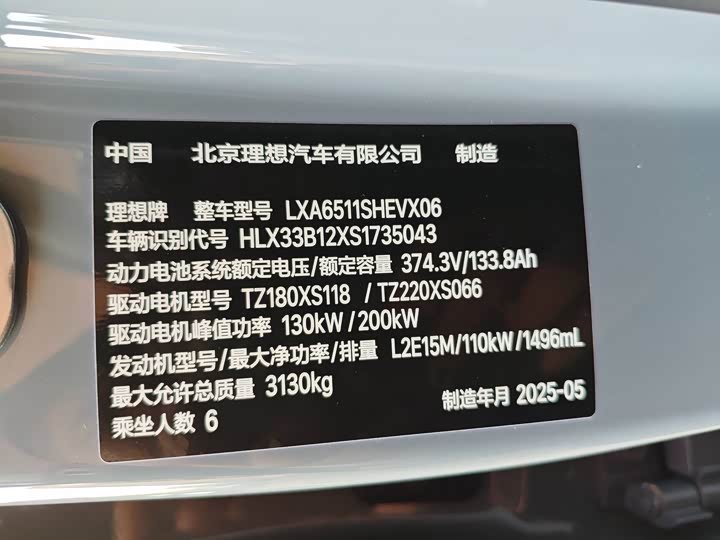 中国 北京理想汽车有限公司 制造
理想牌 整车型号 LXA6511SHEVX06
车辆识别代号 HLX33B12XS1735043
动力电池系统额定电压/额定容量 374.3V/133.8Ah
驱动电机型号 TZ180XS118 / TZ220XS066
驱动电机峰值功率 130kW/200kW
发动机型号/最大净功率/排量 L2E15M/110kW/1496mL
最大允许总质量 3130kg 制造年月 2025-05
乘坐人数 6